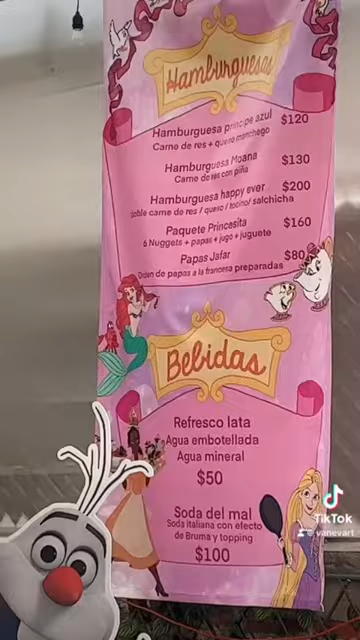 Hamburguesas
Hamburguesa principe azul $120
Carne de res + queso manchego
Hamburguesa Moana $130
Carne de res con piña
Hamburguesa happy ever $200
doble carne de res / queso / tocino/ salchicha
Paquete Princesita $160
6 Nuggets + papas + jugo + juguete
Papas Jafar $80
Orden de papas a la francesa preparadas
Bebidas
Refresco lata
Agua embotellada
Agua mineral
$50
Soda del mal
Soda italiana con efecto
de Bruma y topping
$100
TikTok
vanevart